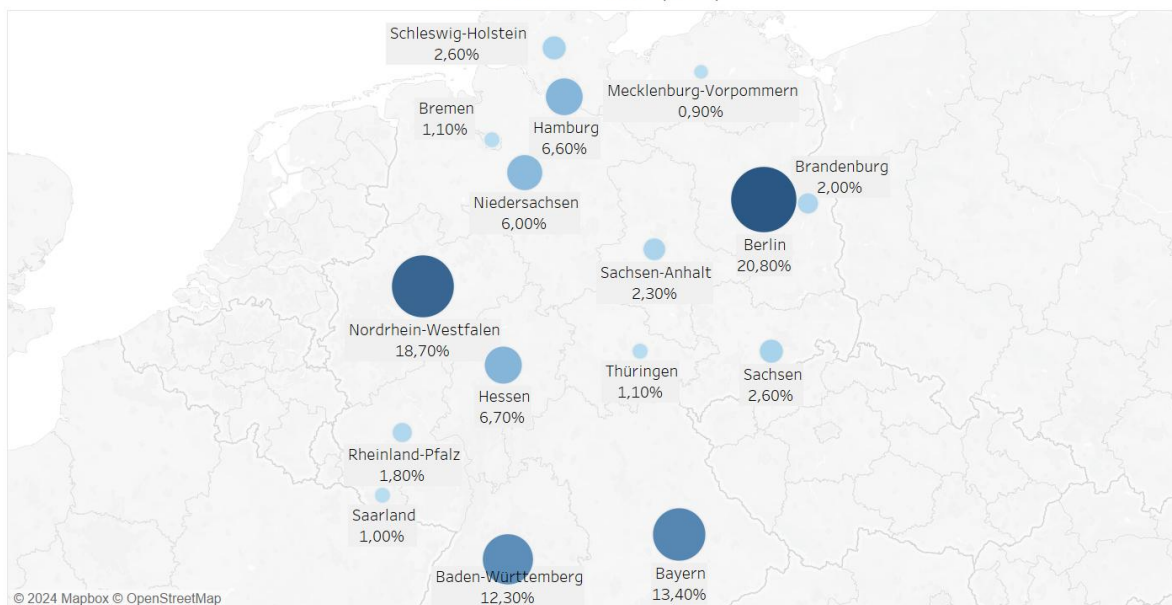 Schleswig-Holstein
2,60%
Mecklenburg-Vorpommern
0,90%
Bremen
1,10%
Hamburg
6,60%
Brandenburg
2,00%
Niedersachsen
6,00%
Berlin
20,80%
Sachsen-Anhalt
2,30%
Nordrhein-Westfalen
18,70%
Thüringen
1,10%
Sachsen
2,60%
Hessen
6,70%
Rheinland-Pfalz
1,80%
Saarland
1,00%
Baden-Württemberg
12,30%
Bayern
13,40%
© 2024 Mapbox © OpenStreetMap